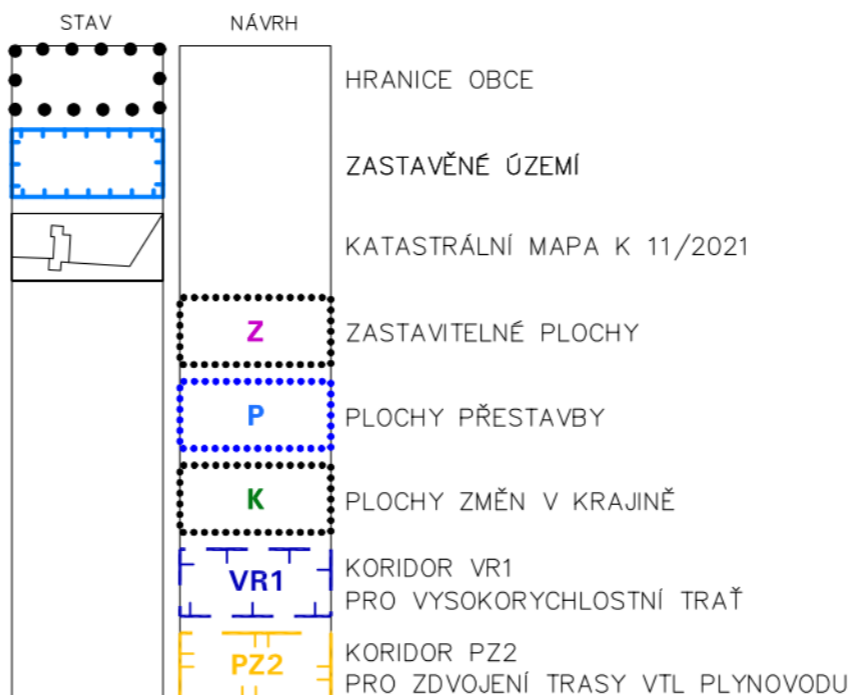 STAV NÁVRH
HRANICE OBCE
ZASTAVĚNÉ ÚZEMÍ
KATASTRÁLNÍ MAPA K 11/2021
Z ZASTAVITELNÉ PLOCHY
P PLOCHY PŘESTAVBY
K PLOCHY ZMĚN V KRAJINĚ
VR1 KORIDOR VR1
PRO VYSOKORYCHLOSTNÍ TRAŤ
PZ2 KORIDOR PZ2
PRO ZDVOJENÍ TRASY VTL PLYNOVODU